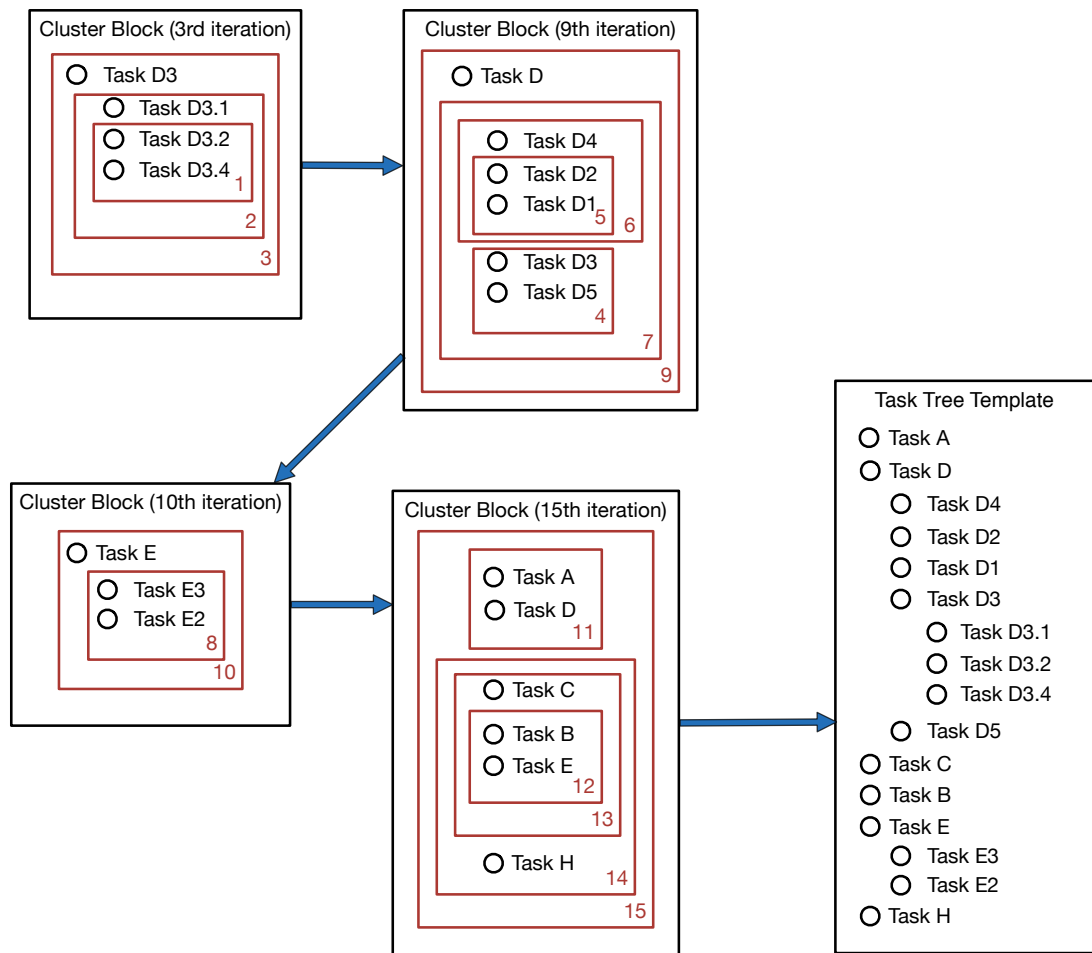 Cluster Block (3rd iteration)
Task D3
Task D3.1
Task D3.2
Task D3.4
1
2
3
Cluster Block (9th iteration)
Task D
Task D4
Task D2
Task D1
5
6
Task D3
Task D5
4
7
9
Cluster Block (10th iteration)
Task E
Task E3
Task E2
8
10
Cluster Block (15th iteration)
Task A
Task D
11
Task C
Task B
Task E
12
13
Task H
14
15
Task Tree Template
Task A
Task D
Task D4
Task D2
Task D1
Task D3
Task D3.1
Task D3.2
Task D3.4
Task D5
Task C
Task B
Task E
Task E3
Task E2
Task H